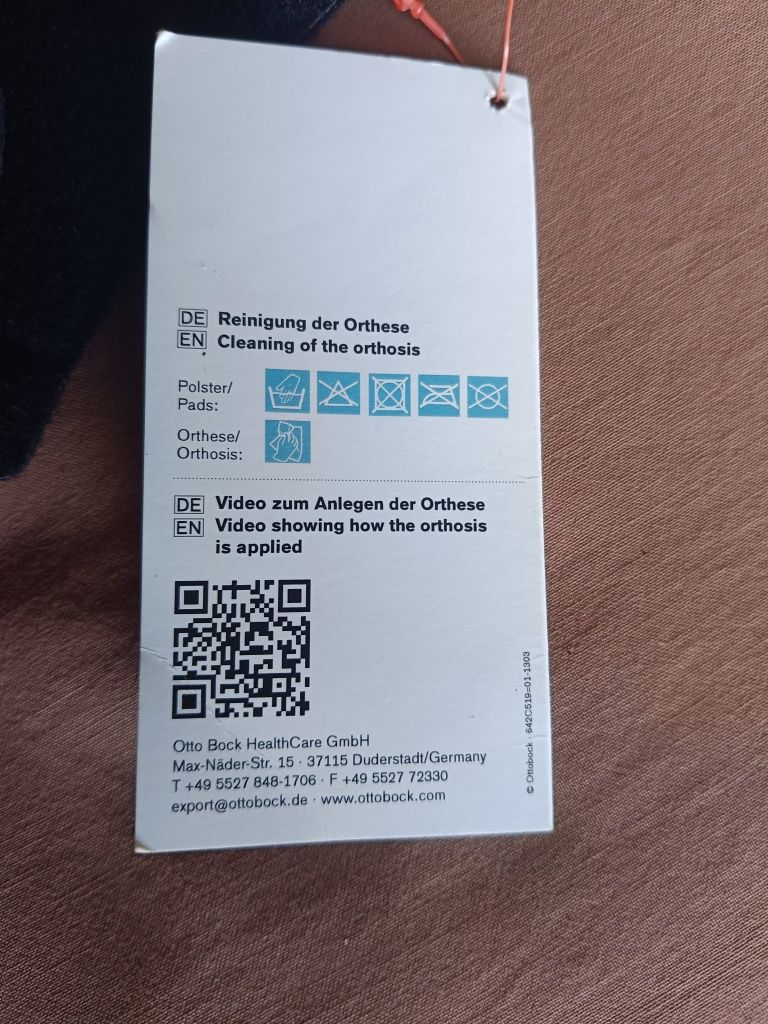 DE Reinigung der Orthese
EN Cleaning of the orthosis
Polster/
Pads:
Orthese/
Orthosis:
DE Video zum Anlegen der Orthese
EN Video showing how the orthosis
is applied
Otto Bock HealthCare GmbH
Max-Näder-Str. 15 · 37115 Duderstadt/Germany
T +49 5527 848-1706 · F +49 5527 72330
export@ottobock.de · www.ottobock.com
© Ottobock · 642C519=01-1303